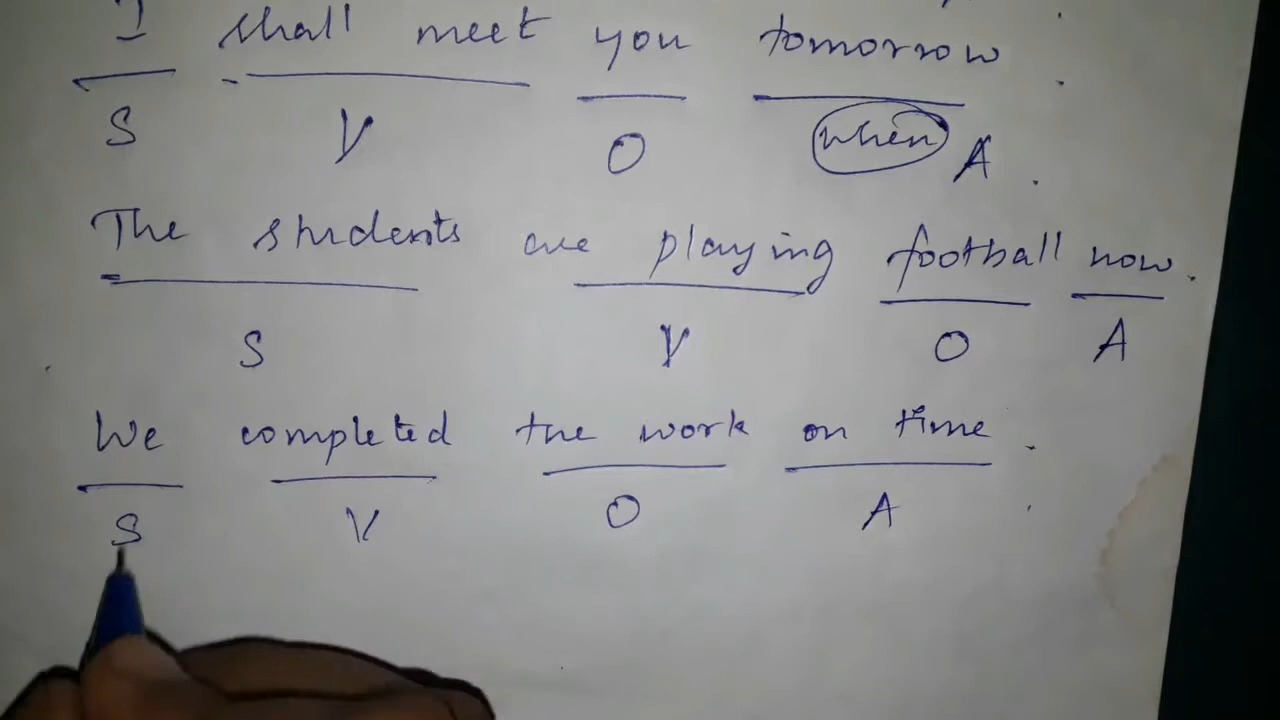 I shall meet you tomorrow.
S V O when A
The students are playing football now.
S V O A
We completed the work on time.
S V O A